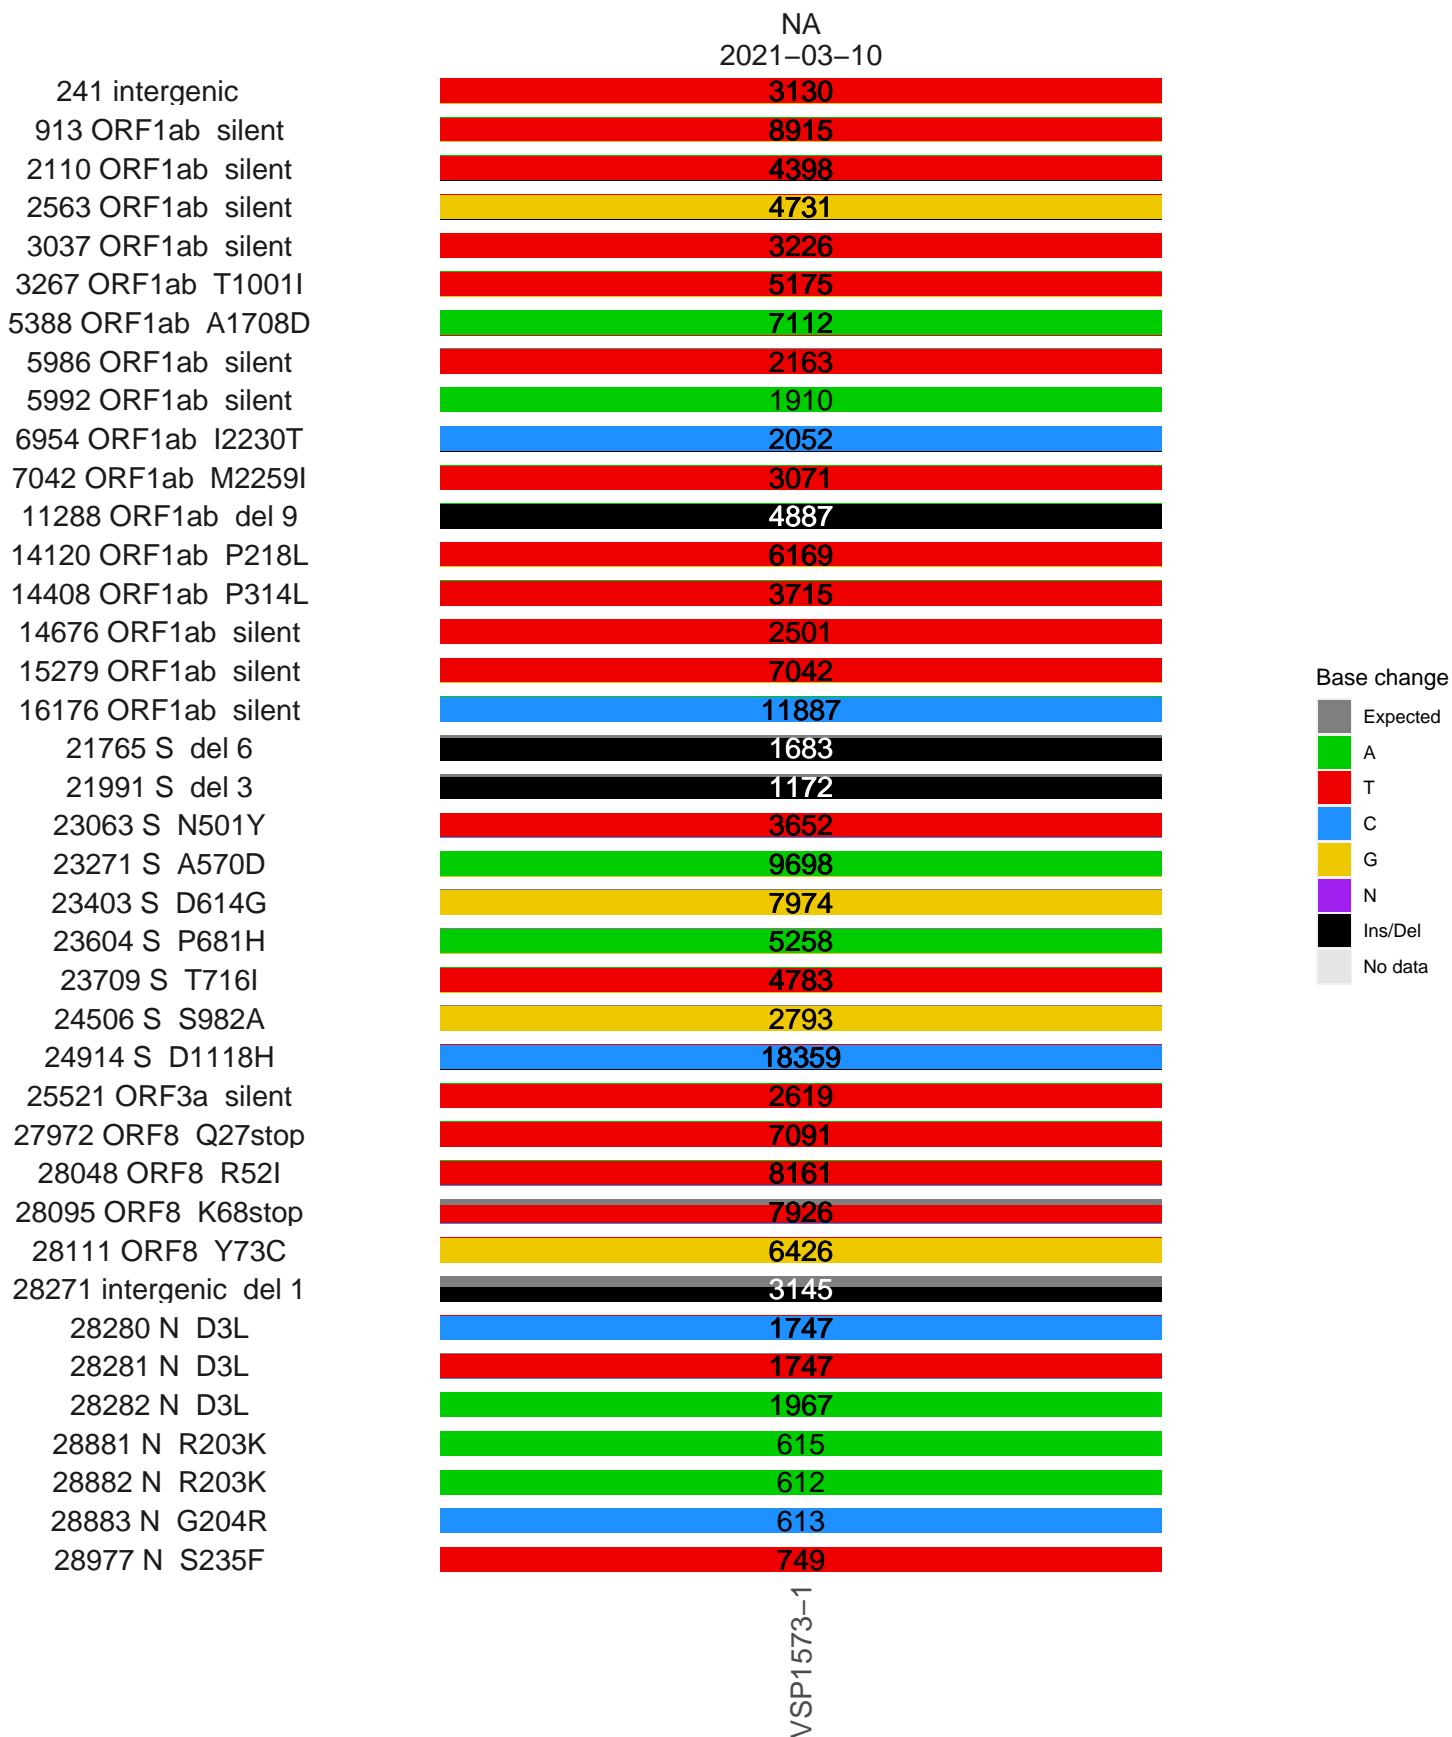 NA
2021−03−10
241 intergenic 3130
913 ORF1ab silent 8915
2110 ORF1ab silent 4398
2563 ORF1ab silent 4731
3037 ORF1ab silent 3226
3267 ORF1ab T1001I 5175
5388 ORF1ab A1708D 7112
5986 ORF1ab silent 2163
5992 ORF1ab silent 1910
6954 ORF1ab I2230T 2052
7042 ORF1ab M2259I 3071
11288 ORF1ab del 9 4887
14120 ORF1ab P218L 6169
14408 ORF1ab P314L 3715
14676 ORF1ab silent 2501
15279 ORF1ab silent 7042
16176 ORF1ab silent 11887
21765 S del 6 1683
21991 S del 3 1172
23063 S N501Y 3652
23271 S A570D 9698
23403 S D614G 7974
23604 S P681H 5258
23709 S T716I 4783
24506 S S982A 2793
24914 S D1118H 18359
25521 ORF3a silent 2619
27972 ORF8 Q27stop 7091
28048 ORF8 R52I 8161
28095 ORF8 K68stop 7926
28111 ORF8 Y73C 6426
28271 intergenic del 1 3145
28280 N D3L 1747
28281 N D3L 1747
28282 N D3L 1967
28881 N R203K 615
28882 N R203K 612
28883 N G204R 613
28977 N S235F 749
VSP1573−1
Base change
Expected
A
T
C
G
N
Ins/Del
No data